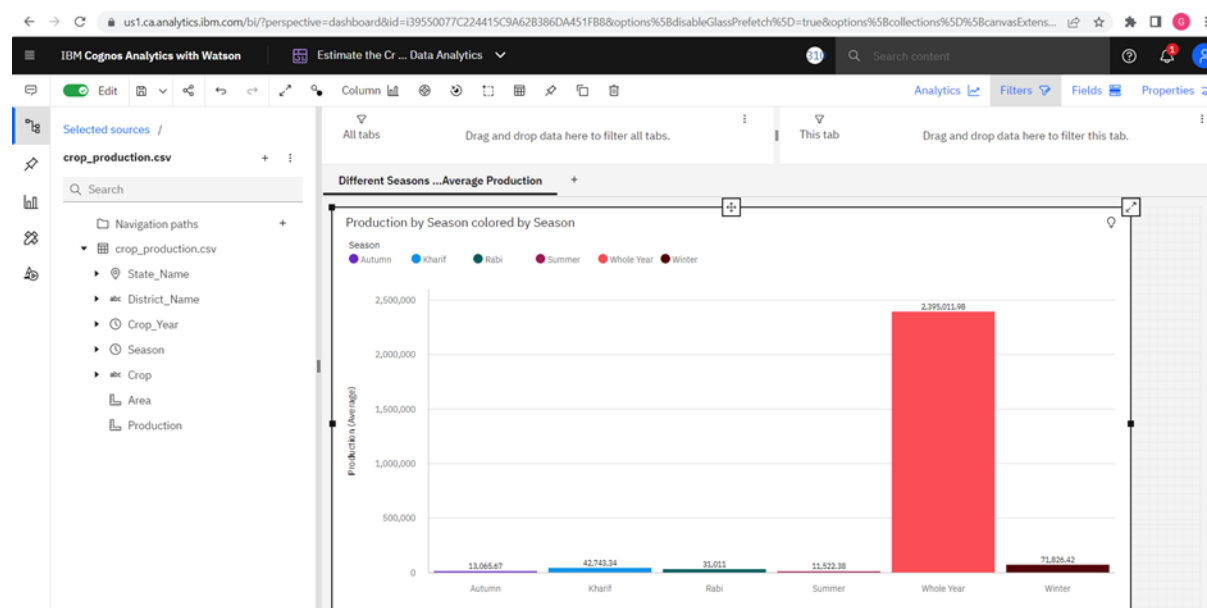 us1.ca.analytics.ibm.com/bi/?perspective=dashboard&id=i39550077C224415C9A62B386DA451FB8&options%5BdisableGlassPrefetch%5D=true&options%5Bcollections%5D%5BcanvasExtens...
G
IBM Cognos Analytics with Watson
Estimate the Cr ... Data Analytics
Search content
1
Edit
Column
Analytics
Filters
Fields
Properties
Selected sources /
All tabs
Drag and drop data here to filter all tabs.
This tab
Drag and drop data here to filter this tab.
crop_production.csv
Different Seasons ...Average Production
Search
Navigation paths
crop_production.csv
State_Name
abc District_Name
Crop_Year
Season
abc Crop
Area
Production
Production by Season colored by Season
Season
Autumn Kharif Rabi Summer Whole Year Winter
2,500,000
2,000,000
1,500,000
1,000,000
500,000
0
Production (Average)
13,065.67
42,743.34
31,011
11,522.38
2,395,011.98
71,826.42
Autumn Kharif Rabi Summer Whole Year Winter